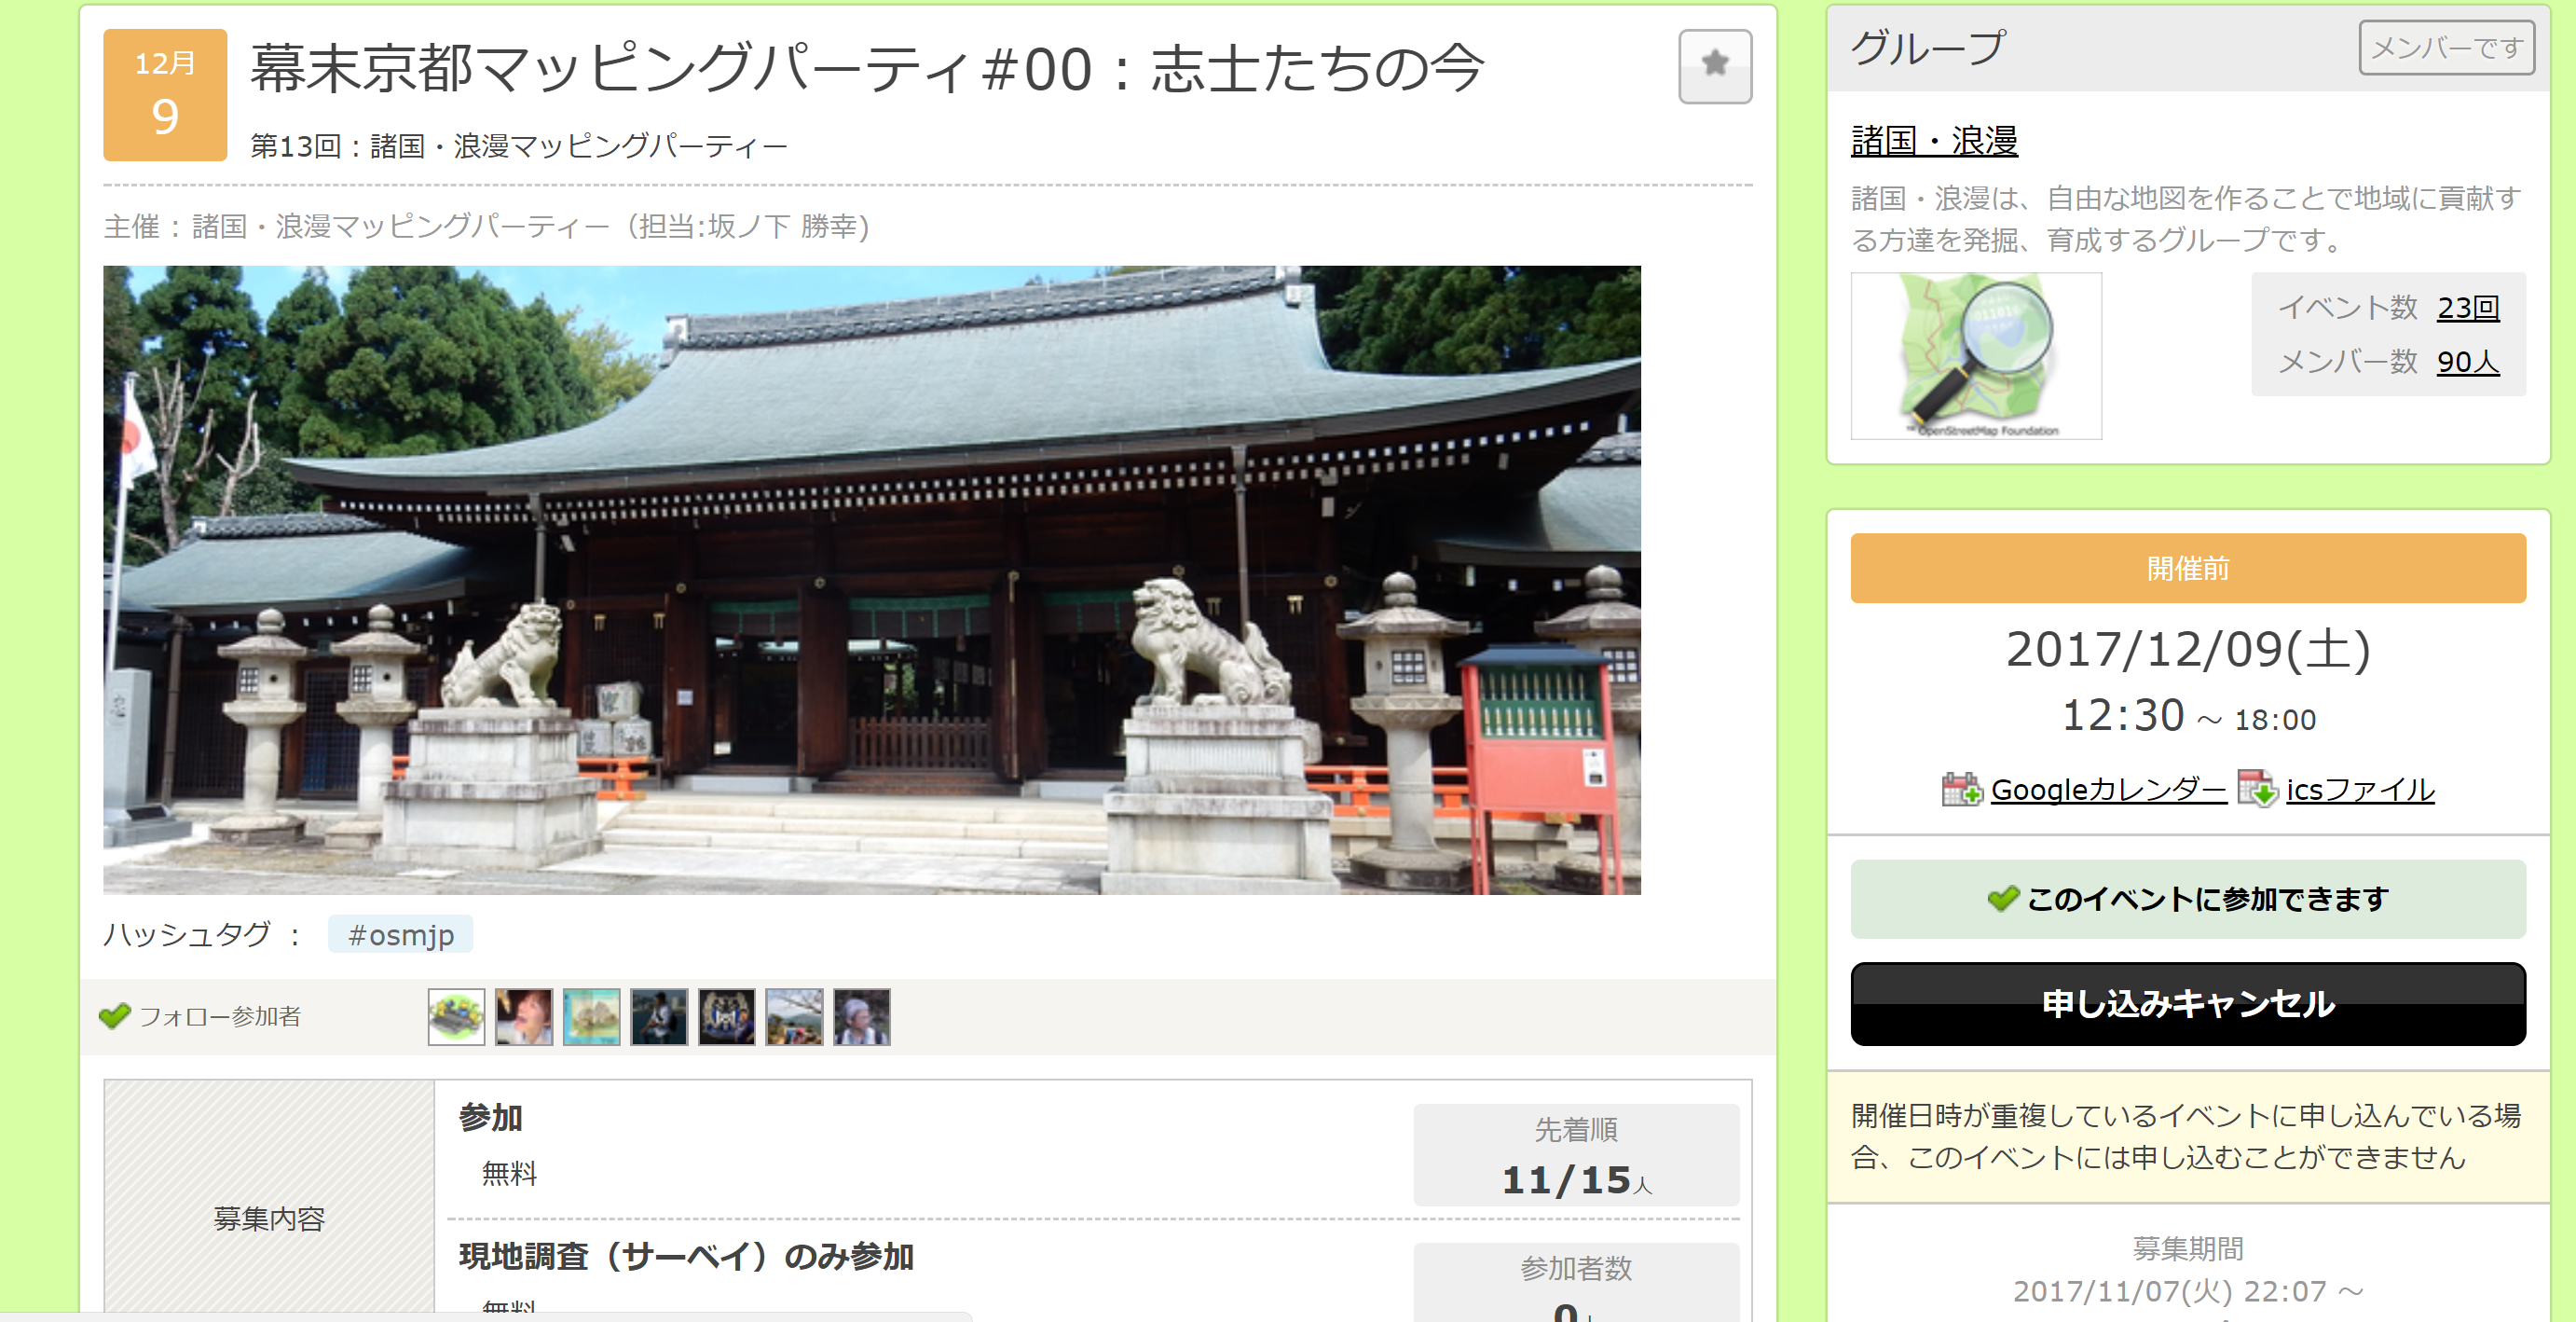 12月
9
幕末京都マッピングパーティ#00：志士たちの今
第13回：諸国・浪漫マッピングパーティー
主催：諸国・浪漫マッピングパーティー（担当:坂ノ下 勝幸)
ハッシュタグ ： #osmjp
フォロー参加者
募集内容
参加
無料
先着順
11/15人
現地調査（サーベイ）のみ参加
無料
参加者数
0人
グループ
メンバーです
諸国・浪漫
諸国・浪漫は、自由な地図を作ることで地域に貢献す
る方達を発掘、育成するグループです。
™ OpenStreetMap Foundation
イベント数 23回
メンバー数 90人
開催前
2017/12/09(土)
12:30 ～ 18:00
Googleカレンダー icsファイル
このイベントに参加できます
申し込みキャンセル
開催日時が重複しているイベントに申し込んでいる場
合、このイベントには申し込むことができません
募集期間
2017/11/07(火) 22:07 ～